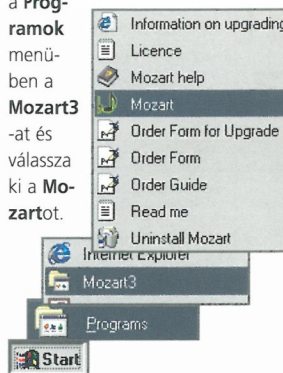 a Prog-
ramok
menü-
ben a
Mozart3
-at és
válassza
ki a Mo-
zartot.
Information on upgrading
Licence
Mozart help
Mozart
Order Form for Upgrade
Order Form
Order Guide
Read me
Uninstall Mozart
Internet Explorer
Mozart3
Programs
Start